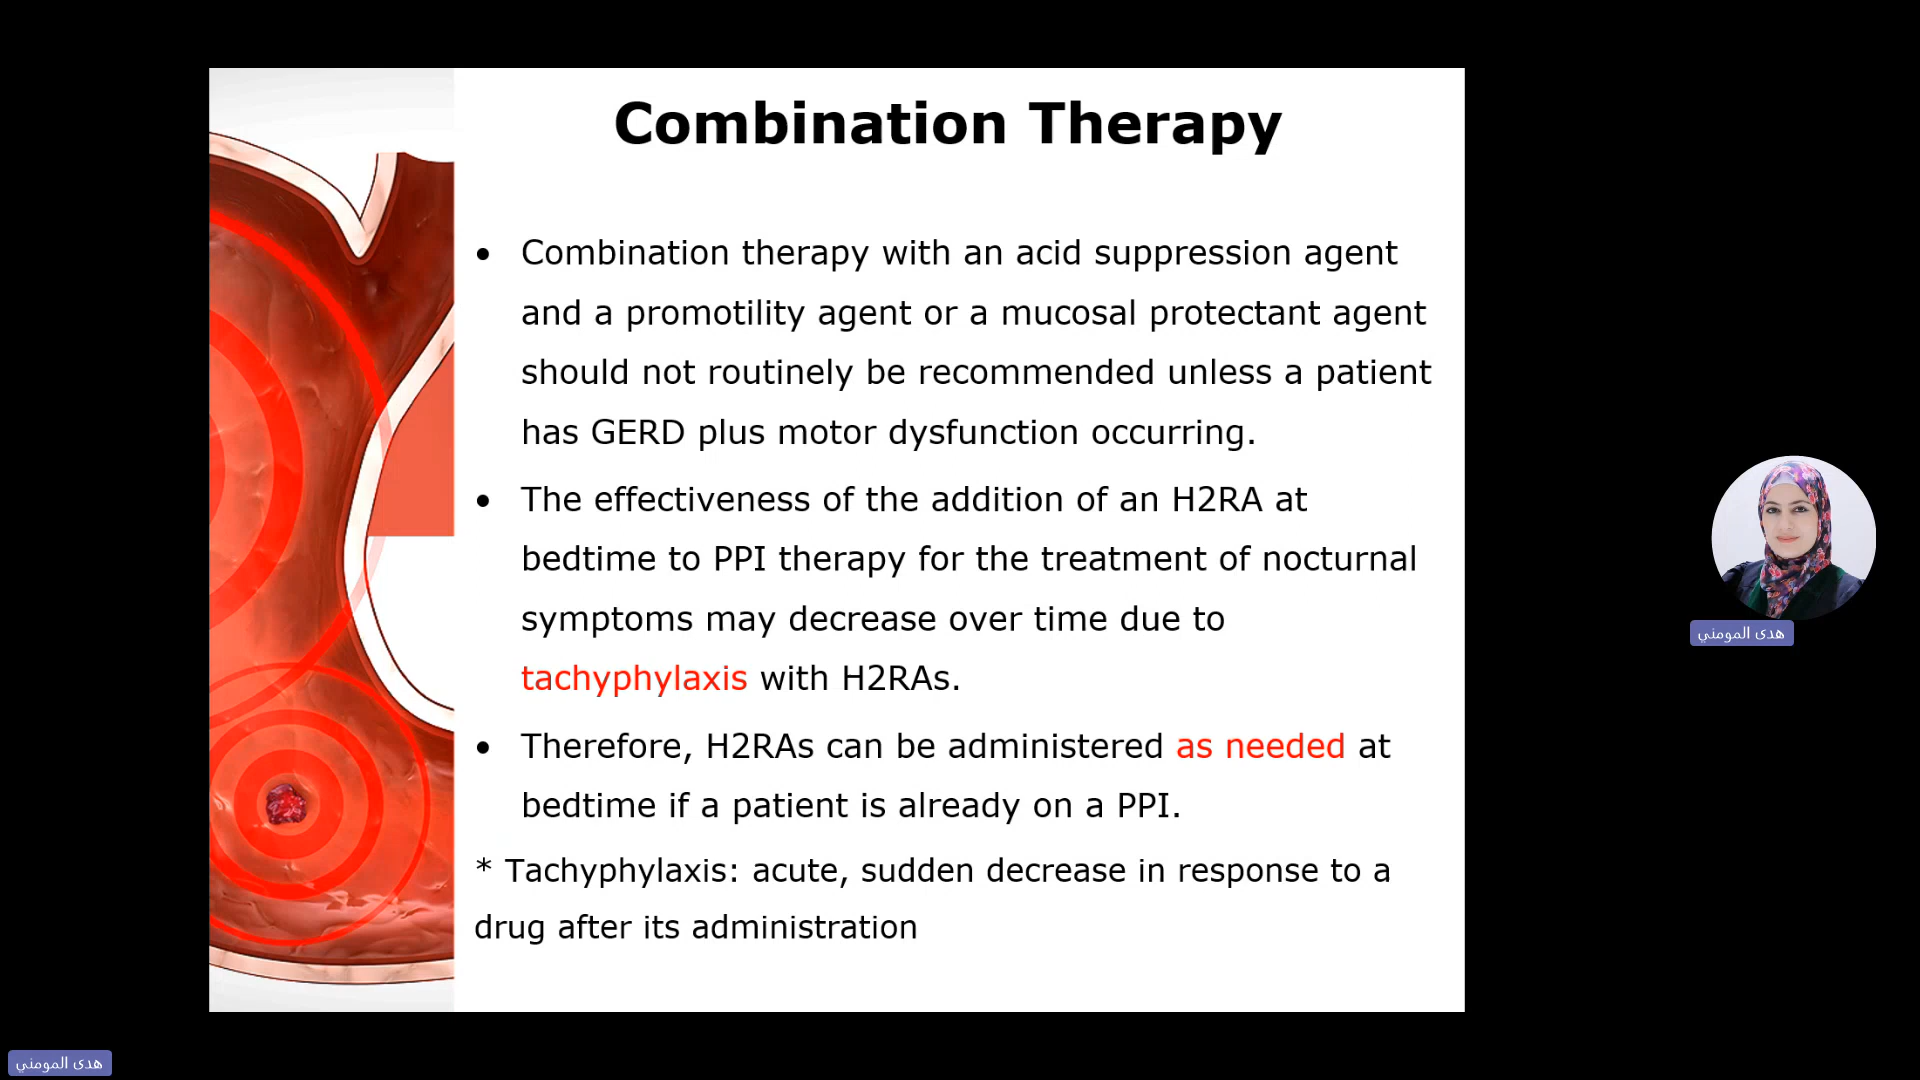 Combination Therapy
• Combination therapy with an acid suppression agent
and a promotility agent or a mucosal protectant agent
should not routinely be recommended unless a patient
has GERD plus motor dysfunction occurring.
• The effectiveness of the addition of an H2RA at
bedtime to PPI therapy for the treatment of nocturnal
symptoms may decrease over time due to
tachyphylaxis with H2RAs.
• Therefore, H2RAs can be administered as needed at
bedtime if a patient is already on a PPI.
* Tachyphylaxis: acute, sudden decrease in response to a
drug after its administration
هدى المومني
هدى المومني